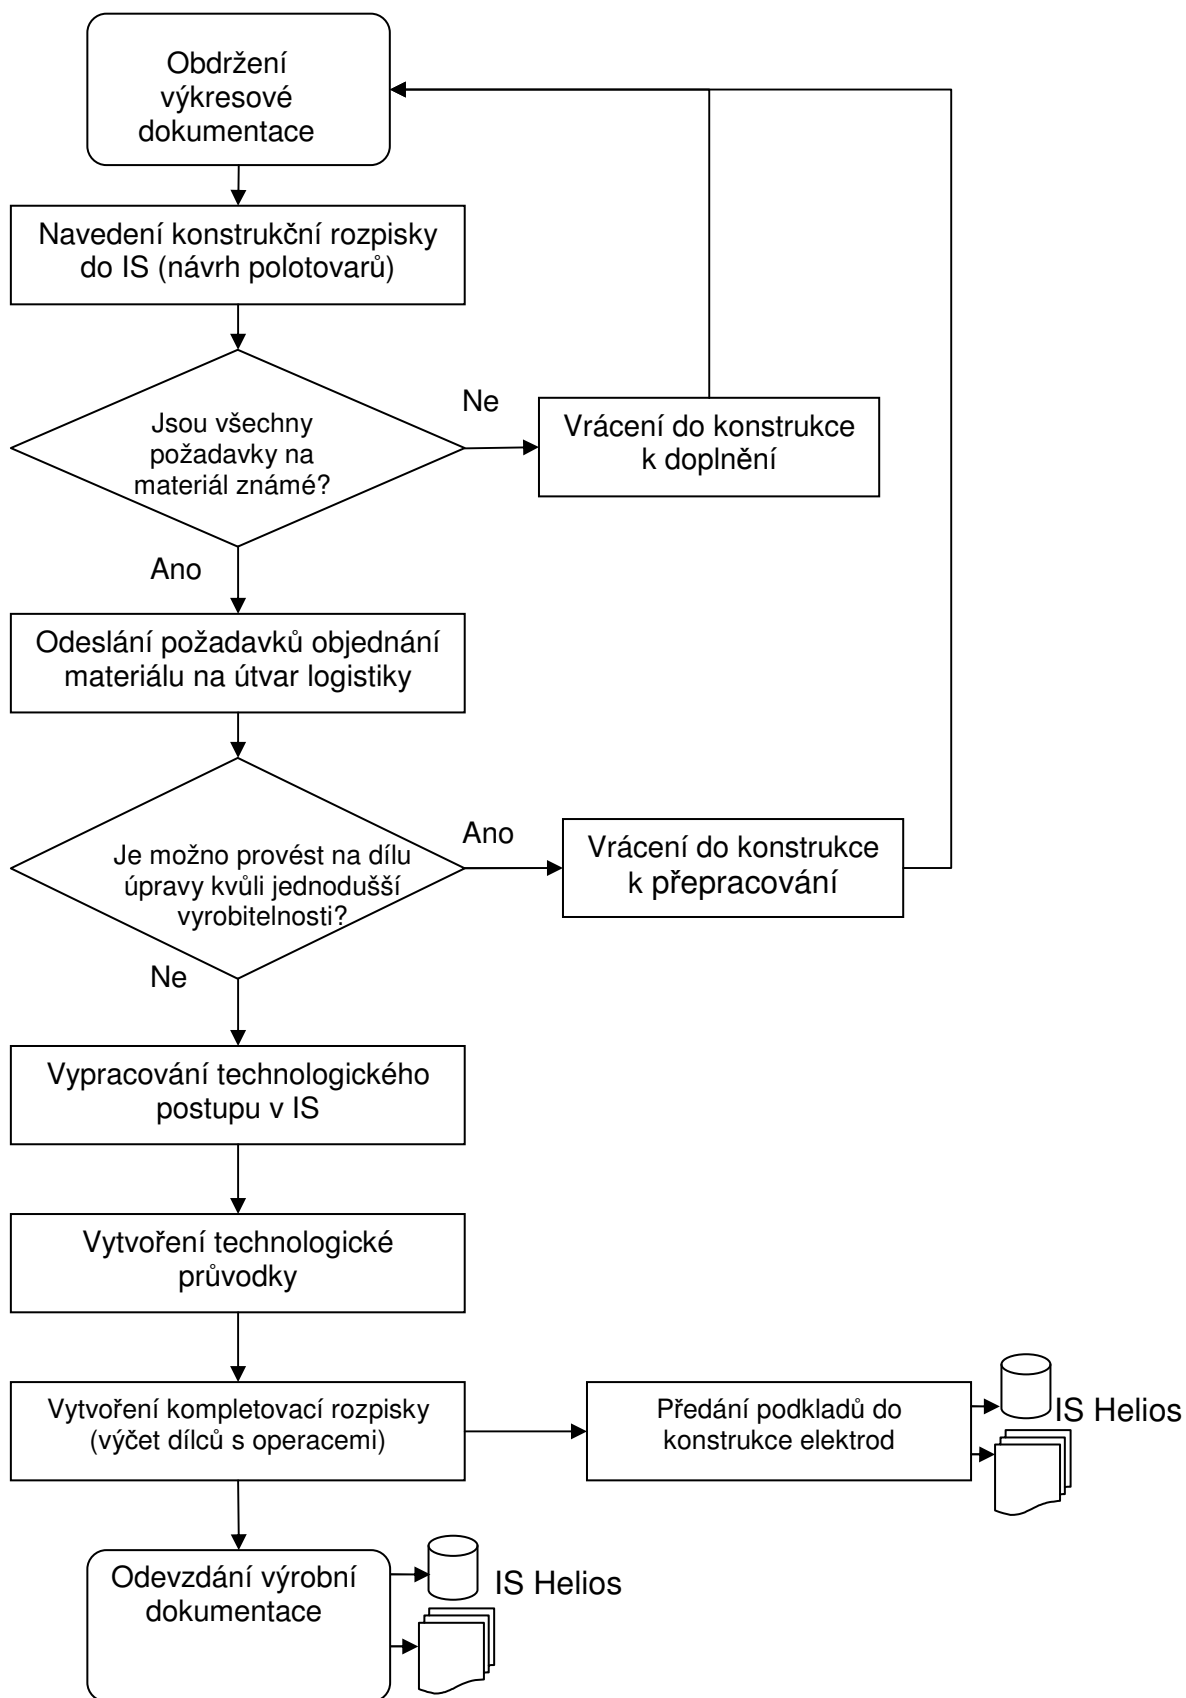 Obdržení
výkresové
dokumentace
Navedení konstrukční rozpisky
do IS (návrh polotovarů)
Jsou všechny
požadavky na
materiál známé?
Ne
Vrácení do konstrukce
k doplnění
Ano
Odeslání požadavků objednání
materiálu na útvar logistiky
Je možno provést na dílu
úpravy kvůli jednodušší
vyrobitelnosti?
Ano
Vrácení do konstrukce
k přepracování
Ne
Vypracování technologického
postupu v IS
Vytvoření technologické
průvodky
Vytvoření kompletovací rozpisky
(výčet dílců s operacemi)
Předání podkladů do
konstrukce elektrod
IS Helios
Odevzdání výrobní
dokumentace
IS Helios